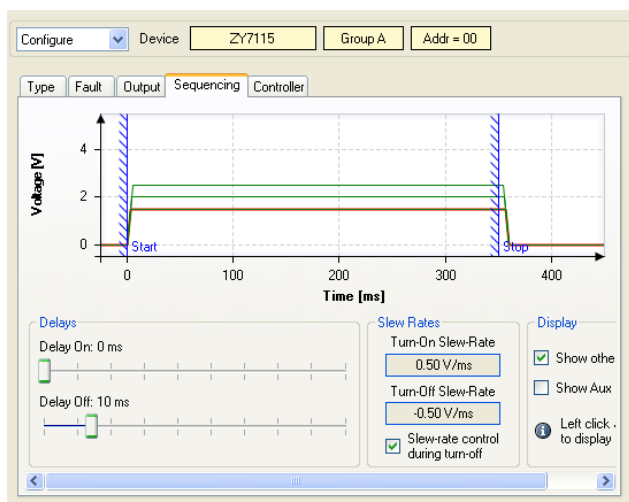 Configure Device ZY7115 Group A Addr = 00
Type Fault Output Sequencing Controller
Voltage [V]
4
2
0
Start Stop
0 100 200 300 400
Time [ms]
Delays
Delay On: 0 ms
Delay Off: 10 ms
Slew Rates
Turn-On Slew-Rate
0.50 V/ms
Turn-Off Slew-Rate
-0.50 V/ms
Slew-rate control
during turn-off
Display
Show othe
Show Aux
Left click
to display